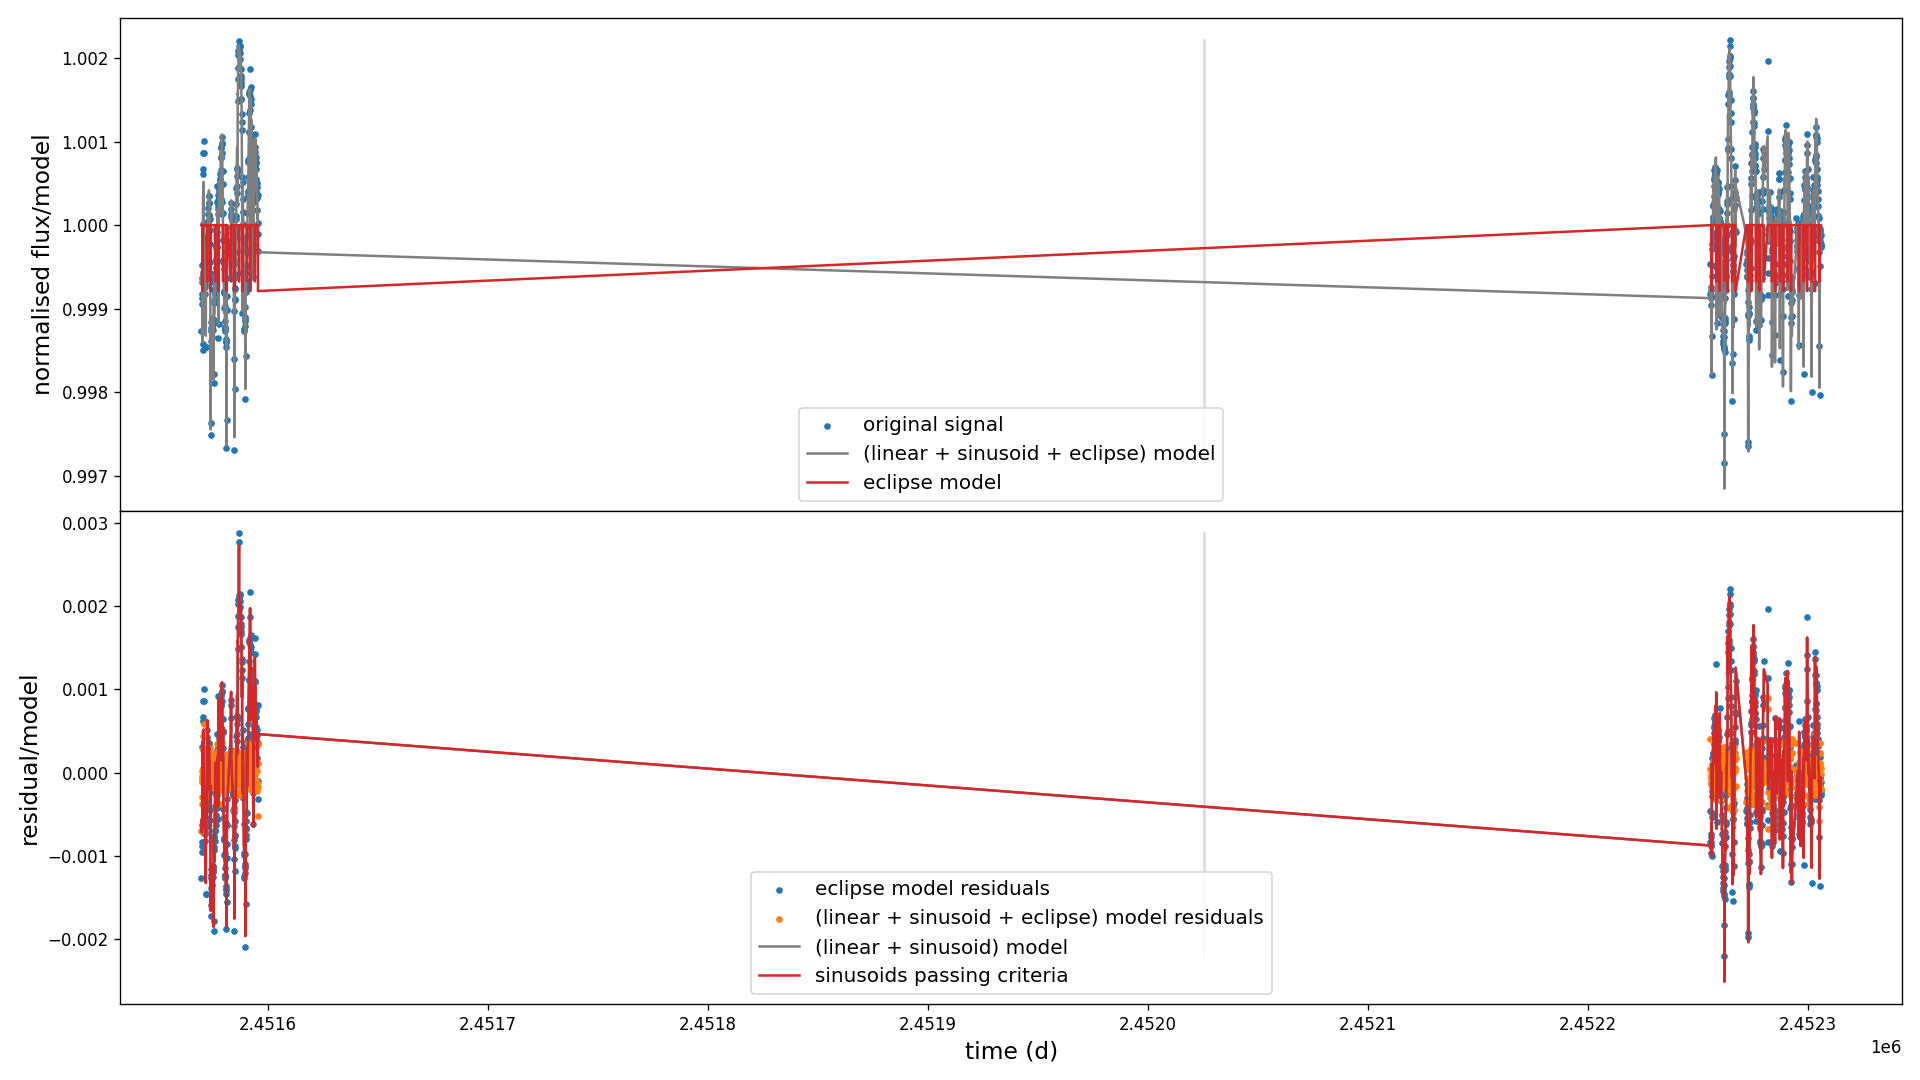 normalised flux/model
1.002
1.001
1.000
0.999
0.998
0.997
original signal
(linear + sinusoid + eclipse) model
eclipse model
residual/model
0.003
0.002
0.001
0.000
−0.001
−0.002
eclipse model residuals
(linear + sinusoid + eclipse) model residuals
(linear + sinusoid) model
sinusoids passing criteria
2.4516 2.4517 2.4518 2.4519 2.4520 2.4521 2.4522 2.4523
1e6
time (d)